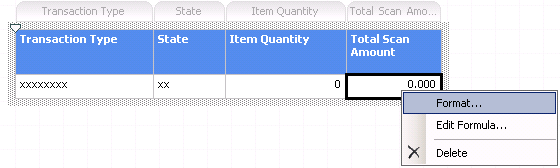 Transaction Type State Item Quantity Total Scan Amo...
Transaction Type State Item Quantity Total Scan
Amount
xxxxxxxx xx 0 0.000
Format...
Edit Formula...
Delete